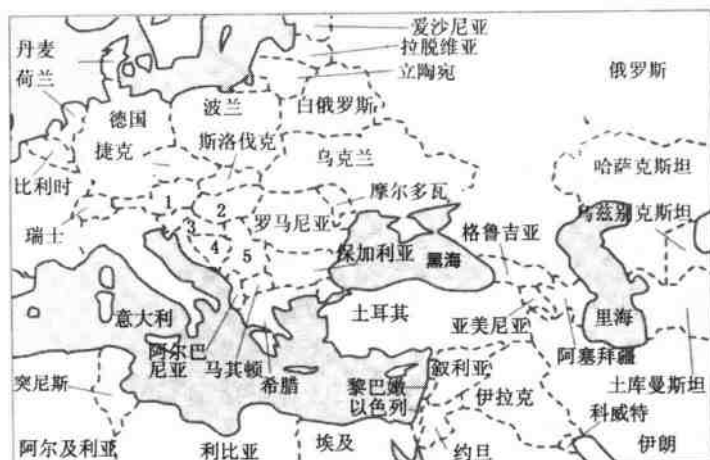 爱沙尼亚
丹麦
拉脱维亚
荷兰
立陶宛
俄罗斯
德国
波兰
白俄罗斯
捷克
斯洛伐克
乌克兰
哈萨克斯坦
比利时
1
2
摩尔多瓦
瑞士
3
罗马尼亚
乌兹别克斯坦
格鲁吉亚
4
5
保加利亚
黑海
意大利
土耳其
亚美尼亚
里海
阿尔巴
尼亚
马其顿
希腊
阿塞拜疆
突尼斯
黎巴嫩
叙利亚
以色列
伊拉克
土库曼斯坦
科威特
阿尔及利亚
利比亚
埃及
约旦
伊朗